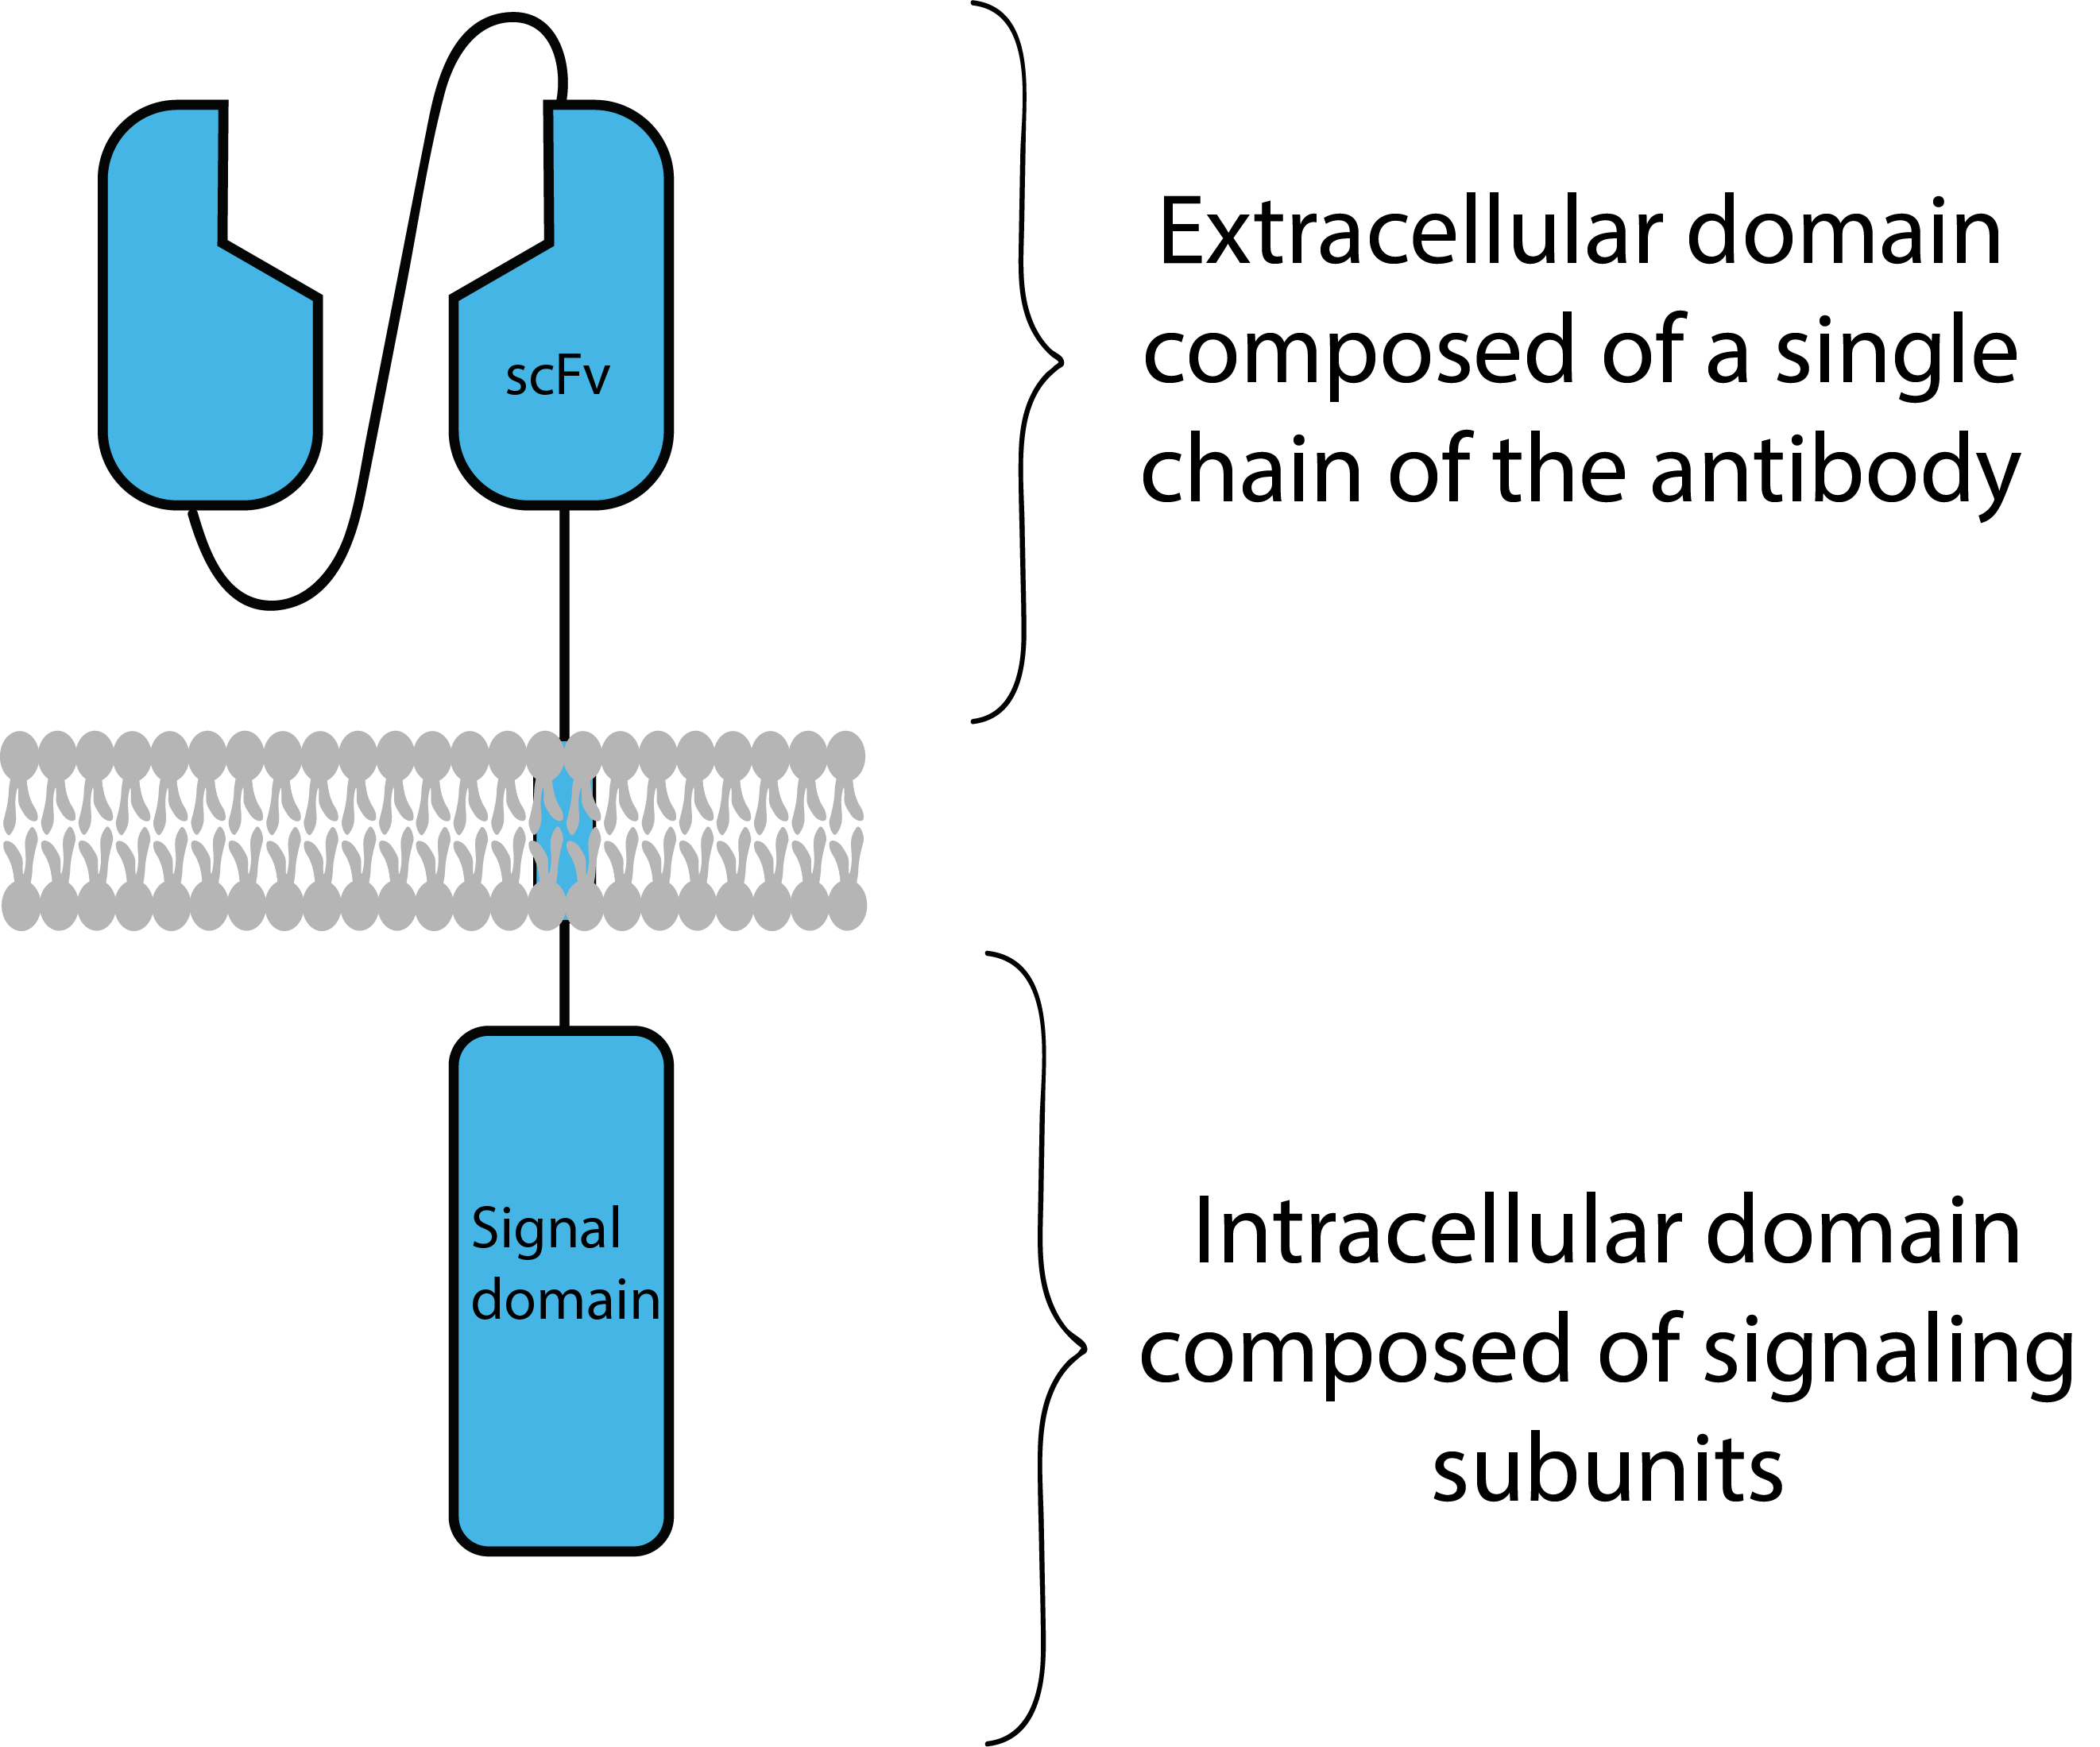 scFv
Extracellular domain
composed of a single
chain of the antibody
Signal
domain
Intracellular domain
composed of signaling
subunits